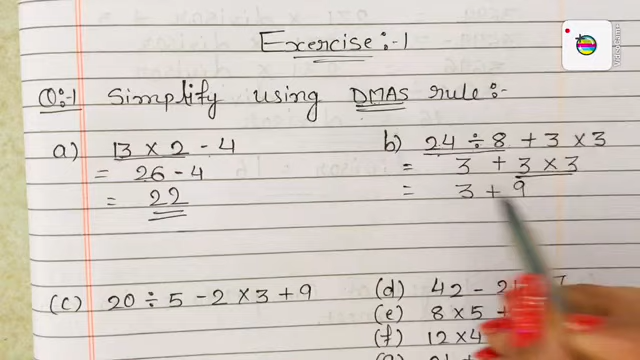 Exercise:-1
Q:-1 Simplify using DMAS rule:-
a) 13 × 2 - 4
= 26 - 4
= 22
b) 24 ÷ 8 + 3 × 3
= 3 + 3 × 3
= 3 + 9
(c) 20 ÷ 5 - 2 × 3 + 9
(d) 42 -
(e) 8 × 5 +
(f) 12 × 4